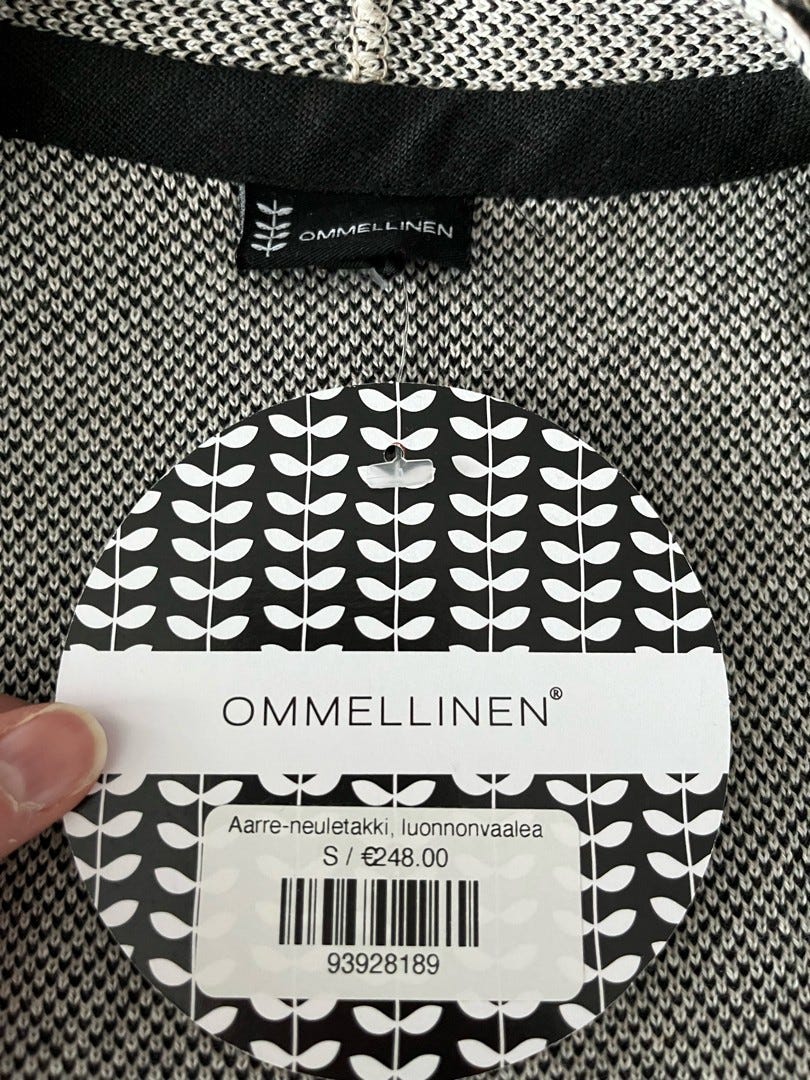 OMMELLINEN
OMMELLINEN®
Aarre-neuletakki, luonnonvaalea
S / €248.00
93928189